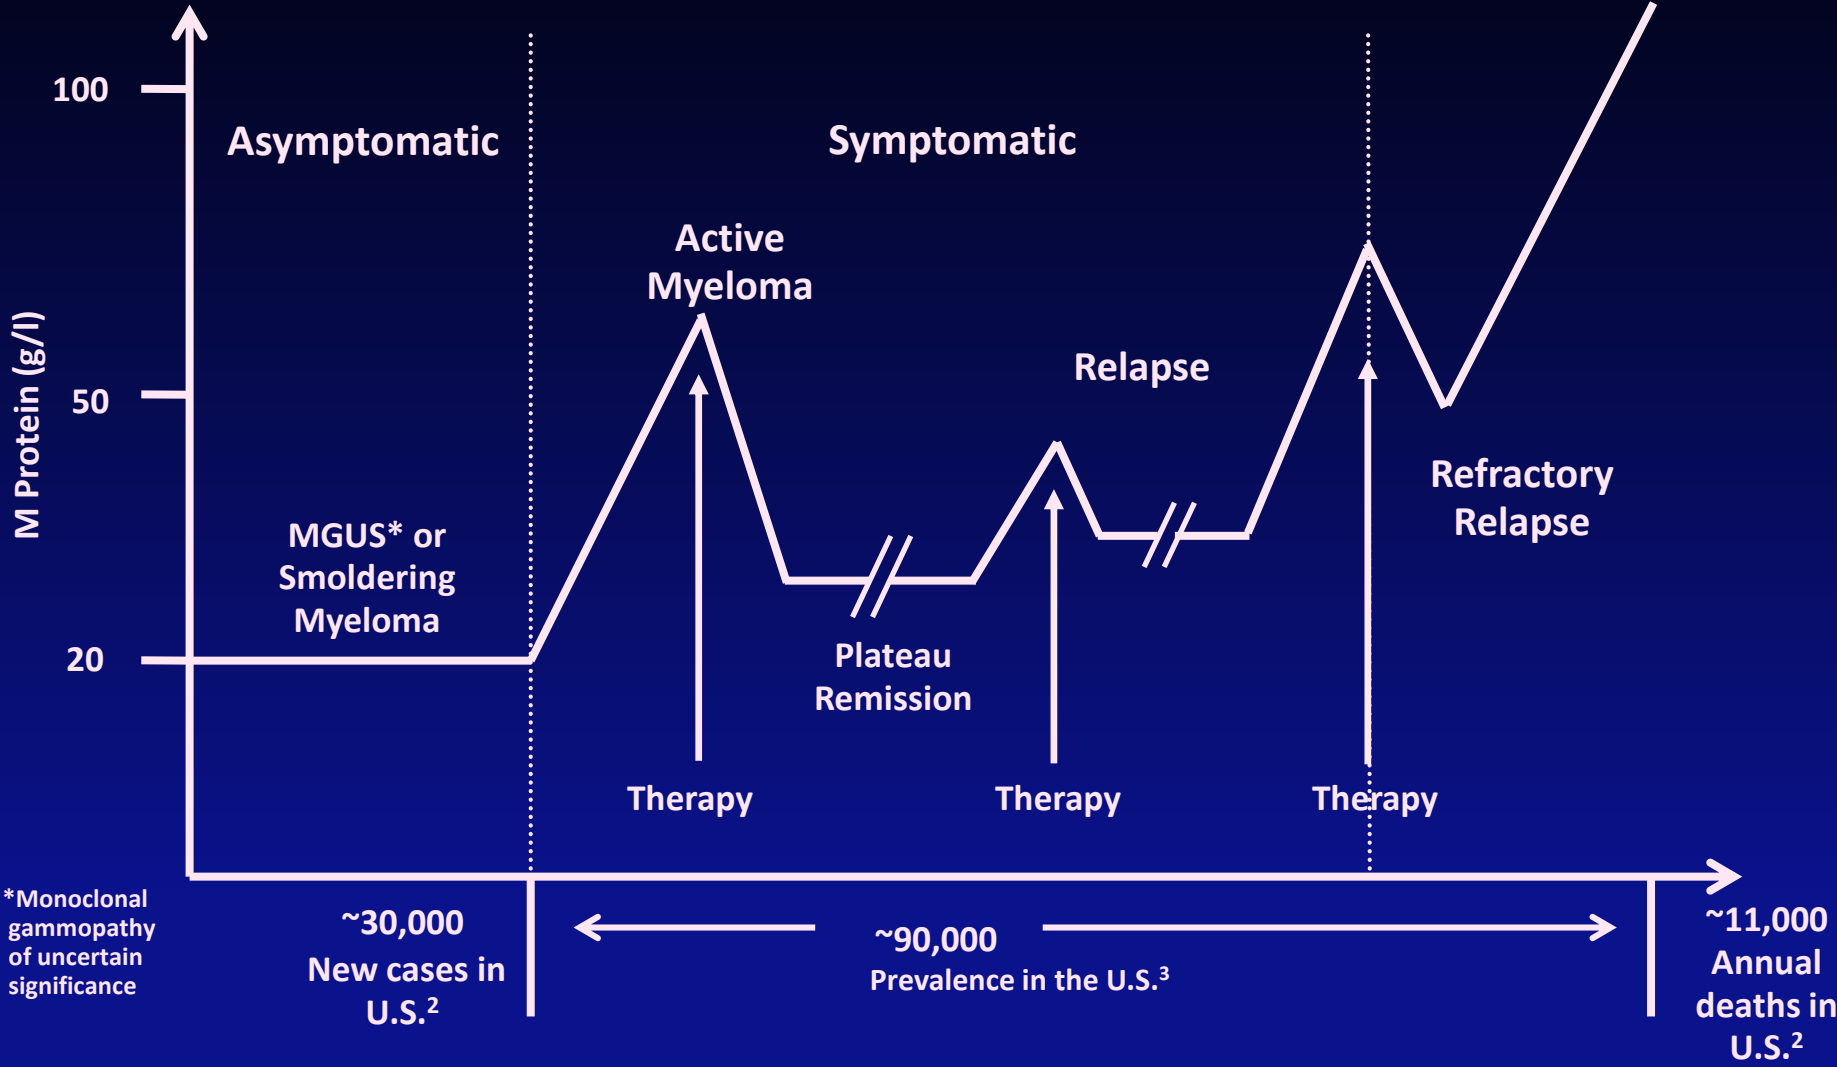 100
Asymptomatic
Symptomatic
Active
Myeloma
M Protein (g/l)
50
Relapse
Refractory
Relapse
MGUS* or
Smoldering
Myeloma
20
Plateau
Remission
Therapy
Therapy
Therapy
*Monoclonal
gammopathy
of uncertain
significance
~30,000
New cases in
U.S.²
~90,000
Prevalence in the U.S.³
~11,000
Annual
deaths in
U.S.²